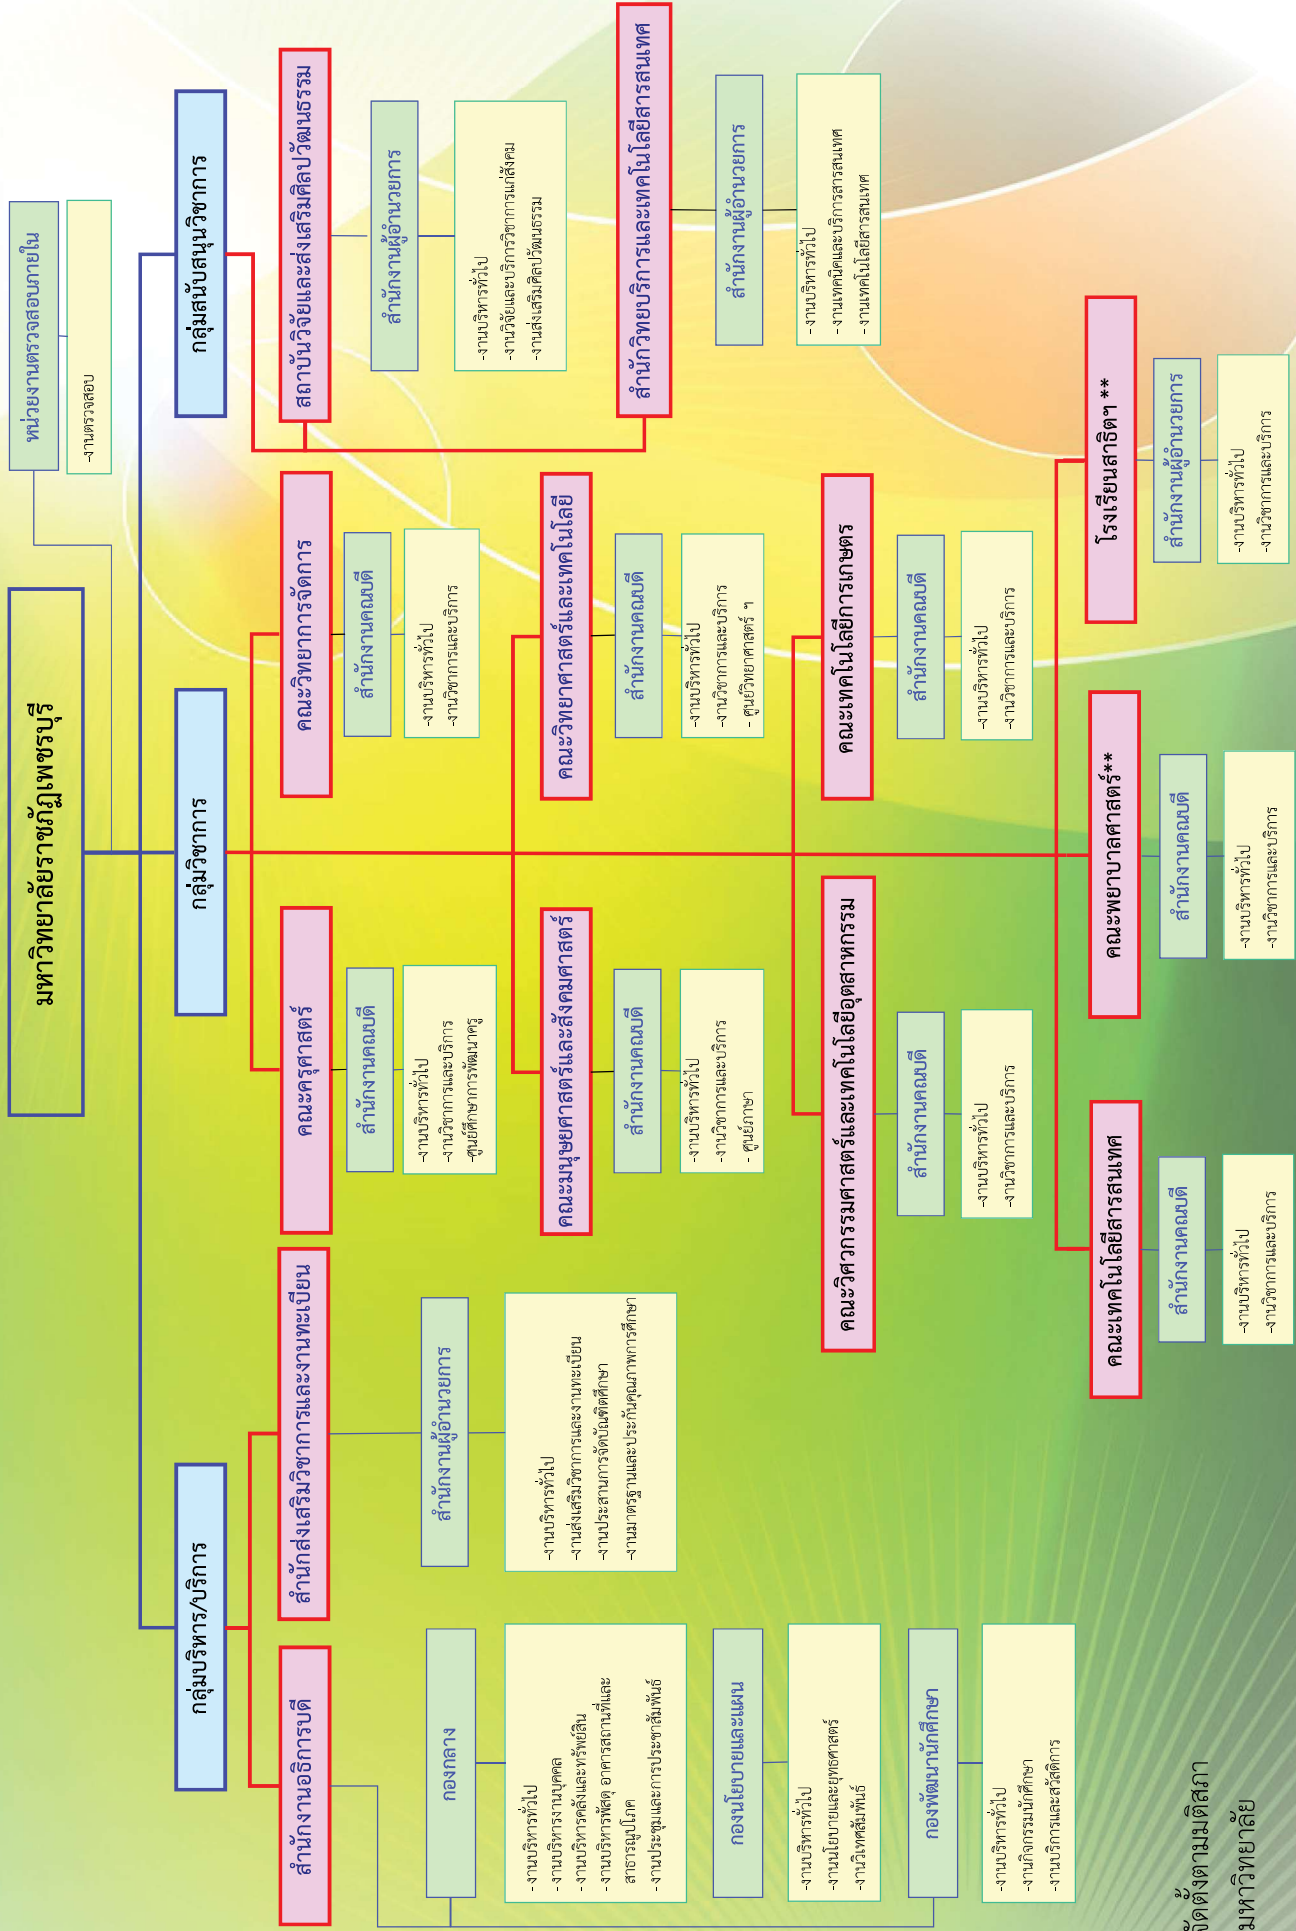 มหาวิทยาลัยราชภัฏเพชรบุรี
หน่วยงานตรวจสอบภายใน
-งานตรวจสอบ
กลุ่มบริหาร/บริการ
กลุ่มวิชาการ
กลุ่มสนับสนุนวิชาการ
สำนักงานอธิการบดี
กองกลาง
- งานบริหารทั่วไป
- งานบริหารงานบุคคล
- งานบริหารคลังและทรัพย์สิน
- งานบริหารพัสดุ อาคารสถานที่และ
สาธารณูปโภค
- งานประชุมและการประชาสัมพันธ์
กองนโยบายและแผน
-งานบริหารทั่วไป
-งานนโยบายและยุทธศาสตร์
-งานวิเทศสัมพันธ์
กองพัฒนานักศึกษา
-งานบริหารทั่วไป
-งานกิจกรรมนักศึกษา
-งานบริการและสวัสดิการ
สำนักส่งเสริมวิชาการและงานทะเบียน
สำนักงานผู้อำนวยการ
-งานบริหารทั่วไป
-งานส่งเสริมวิชาการและงานทะเบียน
-งานประสานการจัดบัณฑิตศึกษา
-งานมาตรฐานและประกันคุณภาพการศึกษา
คณะครุศาสตร์
สำนักงานคณบดี
-งานบริหารทั่วไป
-งานวิชาการและบริการ
-ศูนย์ศึกษาการพัฒนาครู
คณะวิทยาการจัดการ
สำนักงานคณบดี
-งานบริหารทั่วไป
-งานวิชาการและบริการ
คณะมนุษยศาสตร์และสังคมศาสตร์
สำนักงานคณบดี
-งานบริหารทั่วไป
-งานวิชาการและบริการ
- ศูนย์ภาษา
คณะวิทยาศาสตร์และเทคโนโลยี
สำนักงานคณบดี
-งานบริหารทั่วไป
-งานวิชาการและบริการ
- ศูนย์วิทยาศาสตร์ ฯ
คณะวิศวกรรมศาสตร์และเทคโนโลยีอุตสาหกรรม
สำนักงานคณบดี
-งานบริหารทั่วไป
-งานวิชาการและบริการ
คณะเทคโนโลยีการเกษตร
สำนักงานคณบดี
-งานบริหารทั่วไป
-งานวิชาการและบริการ
คณะเทคโนโลยีสารสนเทศ
สำนักงานคณบดี
-งานบริหารทั่วไป
-งานวิชาการและบริการ
คณะพยาบาลศาสตร์**
สำนักงานคณบดี
-งานบริหารทั่วไป
-งานวิชาการและบริการ
โรงเรียนสาธิตฯ **
สำนักงานผู้อำนวยการ
-งานบริหารทั่วไป
-งานวิชาการและบริการ
สถาบันวิจัยและส่งเสริมศิลปวัฒนธรรม
สำนักงานผู้อำนวยการ
-งานบริหารทั่วไป
-งานวิจัยและบริการวิชาการแก่สังคม
-งานส่งเสริมศิลปวัฒนธรรม
สำนักวิทยบริการและเทคโนโลยีสารสนเทศ
สำนักงานผู้อำนวยการ
- งานบริหารทั่วไป
- งานเทคนิคและบริการสารสนเทศ
- งานเทคโนโลยีสารสนเทศ
จัดตั้งตามมติสภา
มหาวิทยาลัย